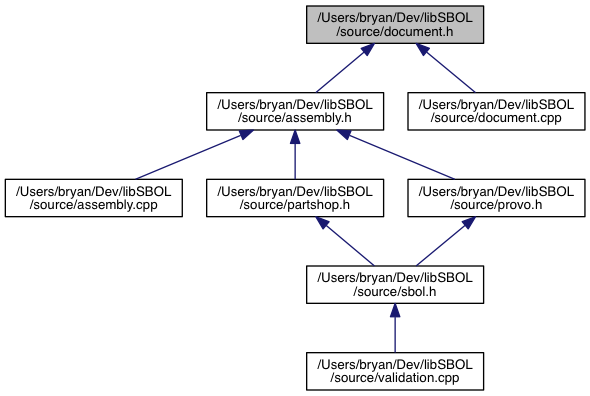 /Users/bryan/Dev/libSBOL
/source/document.h
/Users/bryan/Dev/libSBOL
/source/assembly.h
/Users/bryan/Dev/libSBOL
/source/document.cpp
/Users/bryan/Dev/libSBOL
/source/assembly.cpp
/Users/bryan/Dev/libSBOL
/source/partshop.h
/Users/bryan/Dev/libSBOL
/source/provo.h
/Users/bryan/Dev/libSBOL
/source/sbol.h
/Users/bryan/Dev/libSBOL
/source/validation.cpp